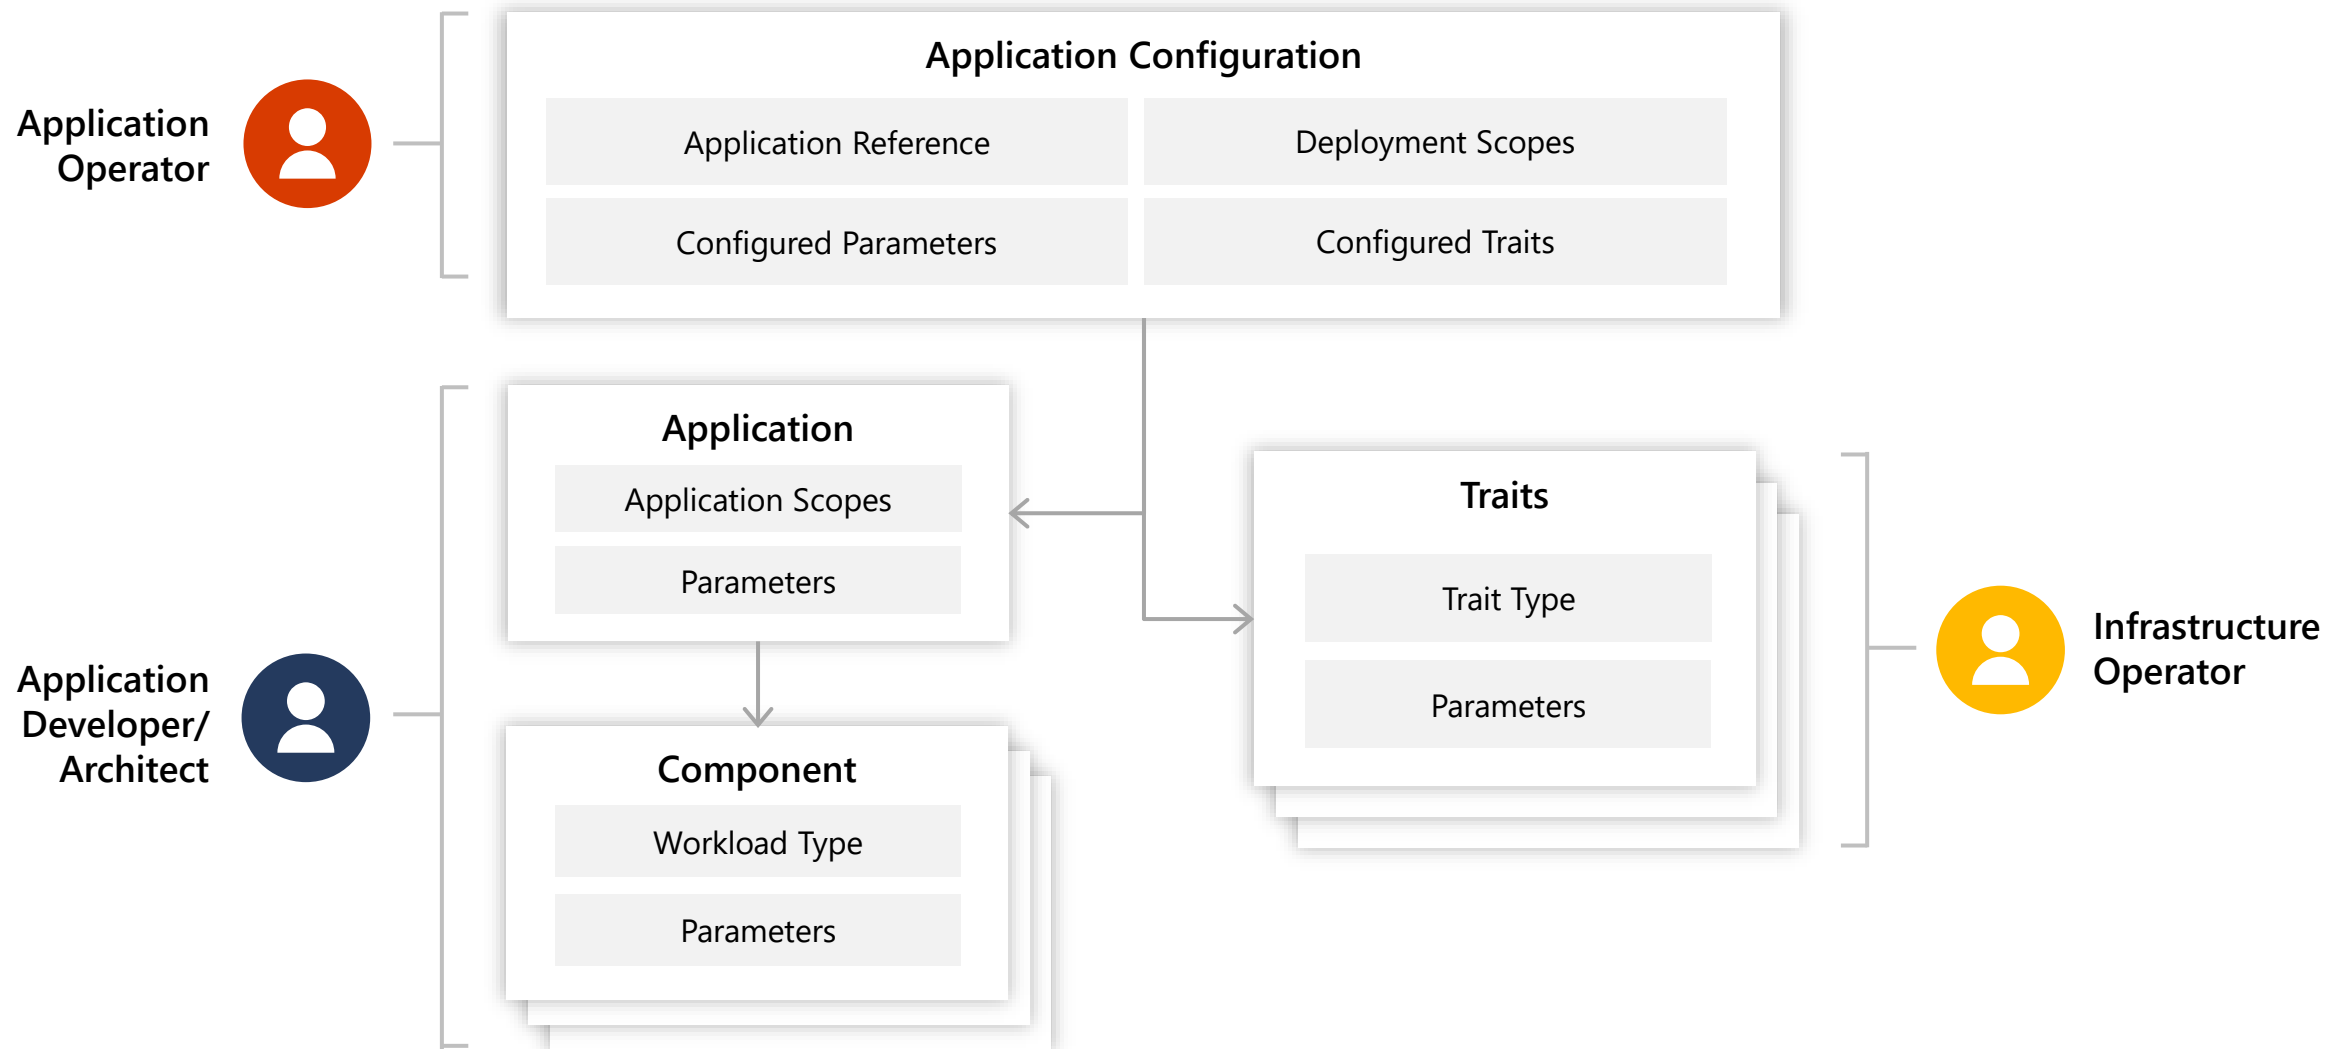 Application Configuration
Application
Operator
Application Reference
Deployment Scopes
Configured Parameters
Configured Traits
Application
Application Scopes
Parameters
Traits
Trait Type
Parameters
Infrastructure
Operator
Application
Developer/
Architect
Component
Workload Type
Parameters